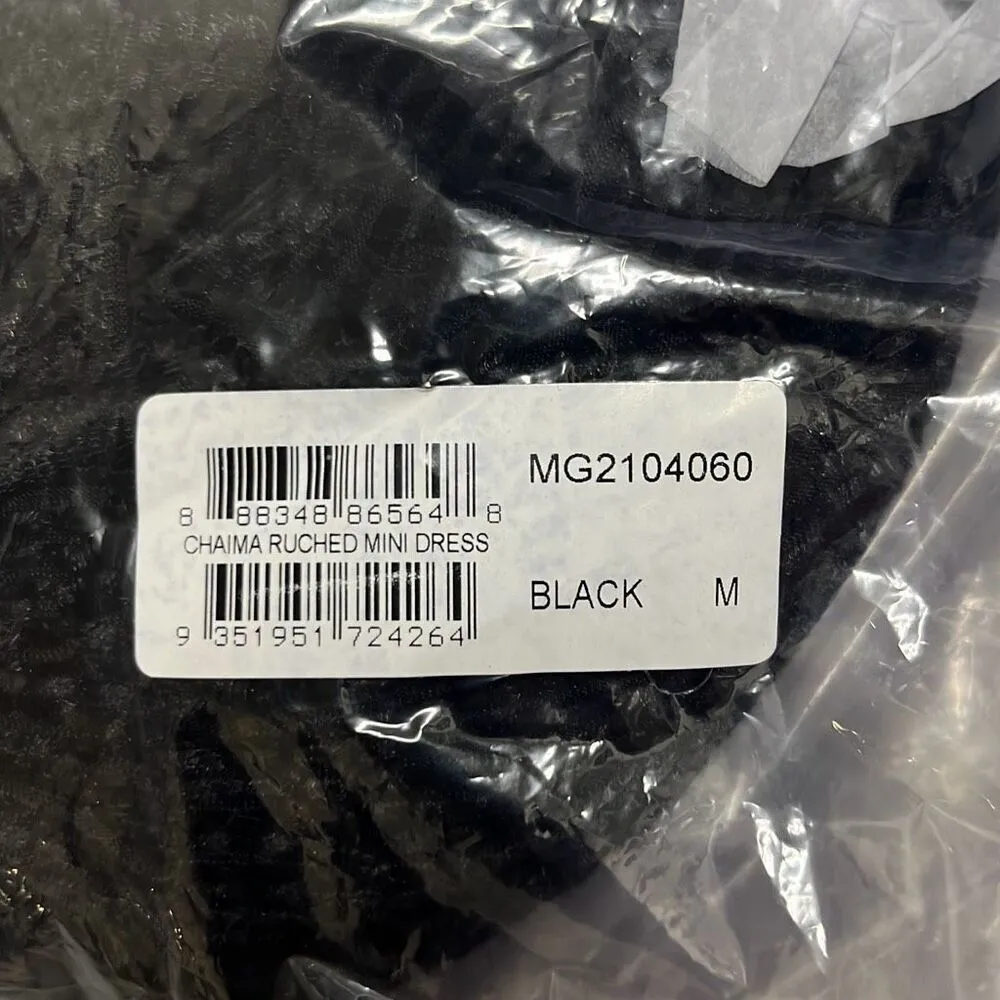 8 88348 86564 8
CHAIMA RUCHED MINI DRESS
9 351951 724264
MG2104060
BLACK M